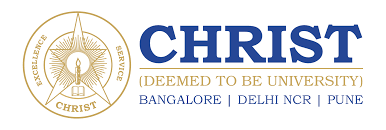 EXCELLENCE
SERVICE
CHRIST
CHRIST
(DEEMED TO BE UNIVERSITY)
BANGALORE | DELHI NCR | PUNE